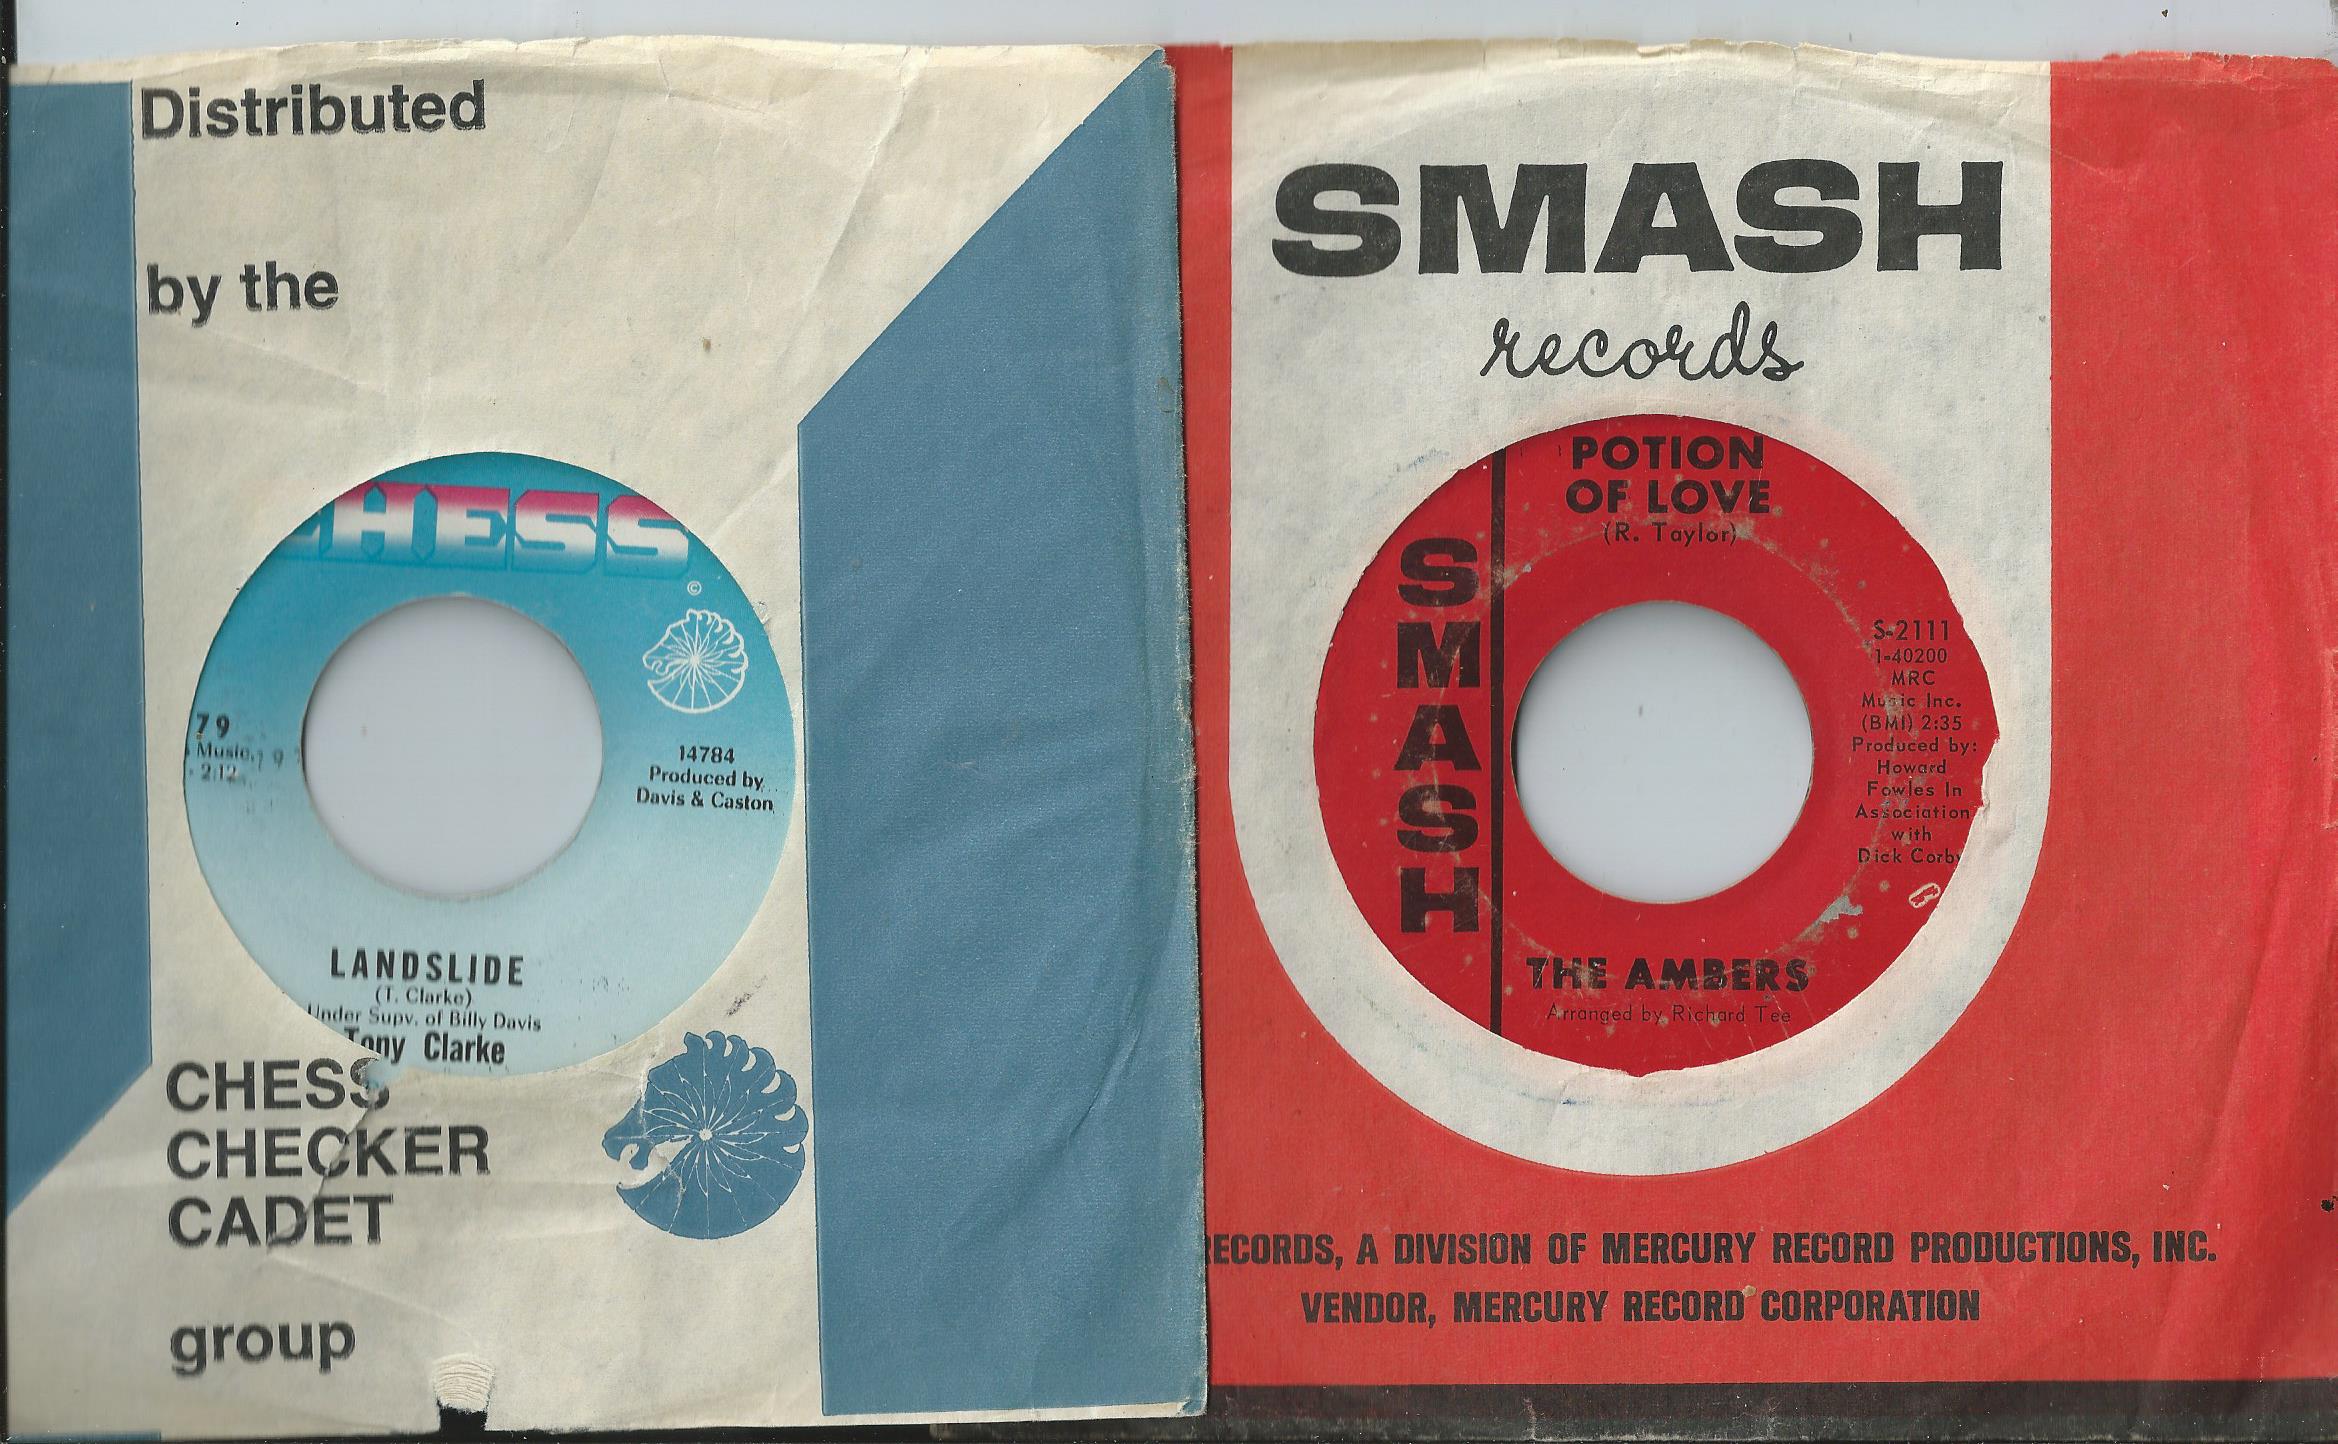 Distributed
by the
HESS
©
79
Music,
2:12
14784
Produced by
Davis & Caston
LANDSLIDE
(T. Clarke)
Under Supv. of Billy Davis
Tony Clarke
CHESS
CHECKER
CADET
group
SMASH
records
POTION
OF LOVE
(R. Taylor)
SMASH
S-2111
1-40200
MRC
Music Inc.
(BMI) 2:35
Produced by:
Howard
Fowles In
Association
with
Dick Corby
THE AMBERS
Arranged by Richard Tee
RECORDS, A DIVISION OF MERCURY RECORD PRODUCTIONS, INC.
VENDOR, MERCURY RECORD CORPORATION